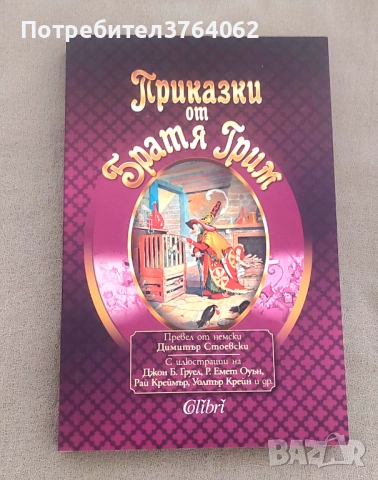 Потребител3764062
Приказки
от
Братя Грим
Превел от немски
Димитър Стоевски
С илюстрации на
Джон Б. Груел, Р. Емет Оуън,
Рай Креймър, Уолтър Крейн и др.
Colibri
BAZAR